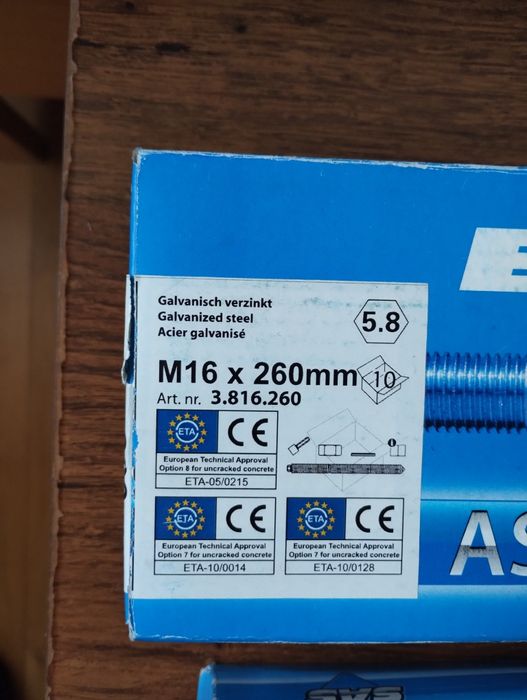 Galvanisch verzinkt
Galvanized steel
Acier galvanisé
5.8
M16 x 260mm
10
Art. nr. 3.816.260
ETA
CE
European Technical Approval
Option 8 for uncracked concrete
ETA-05/0215
ETA
CE
European Technical Approval
Option 7 for uncracked concrete
ETA-10/0014
ETA
CE
European Technical Approval
Option 7 for uncracked concrete
ETA-10/0128
AS